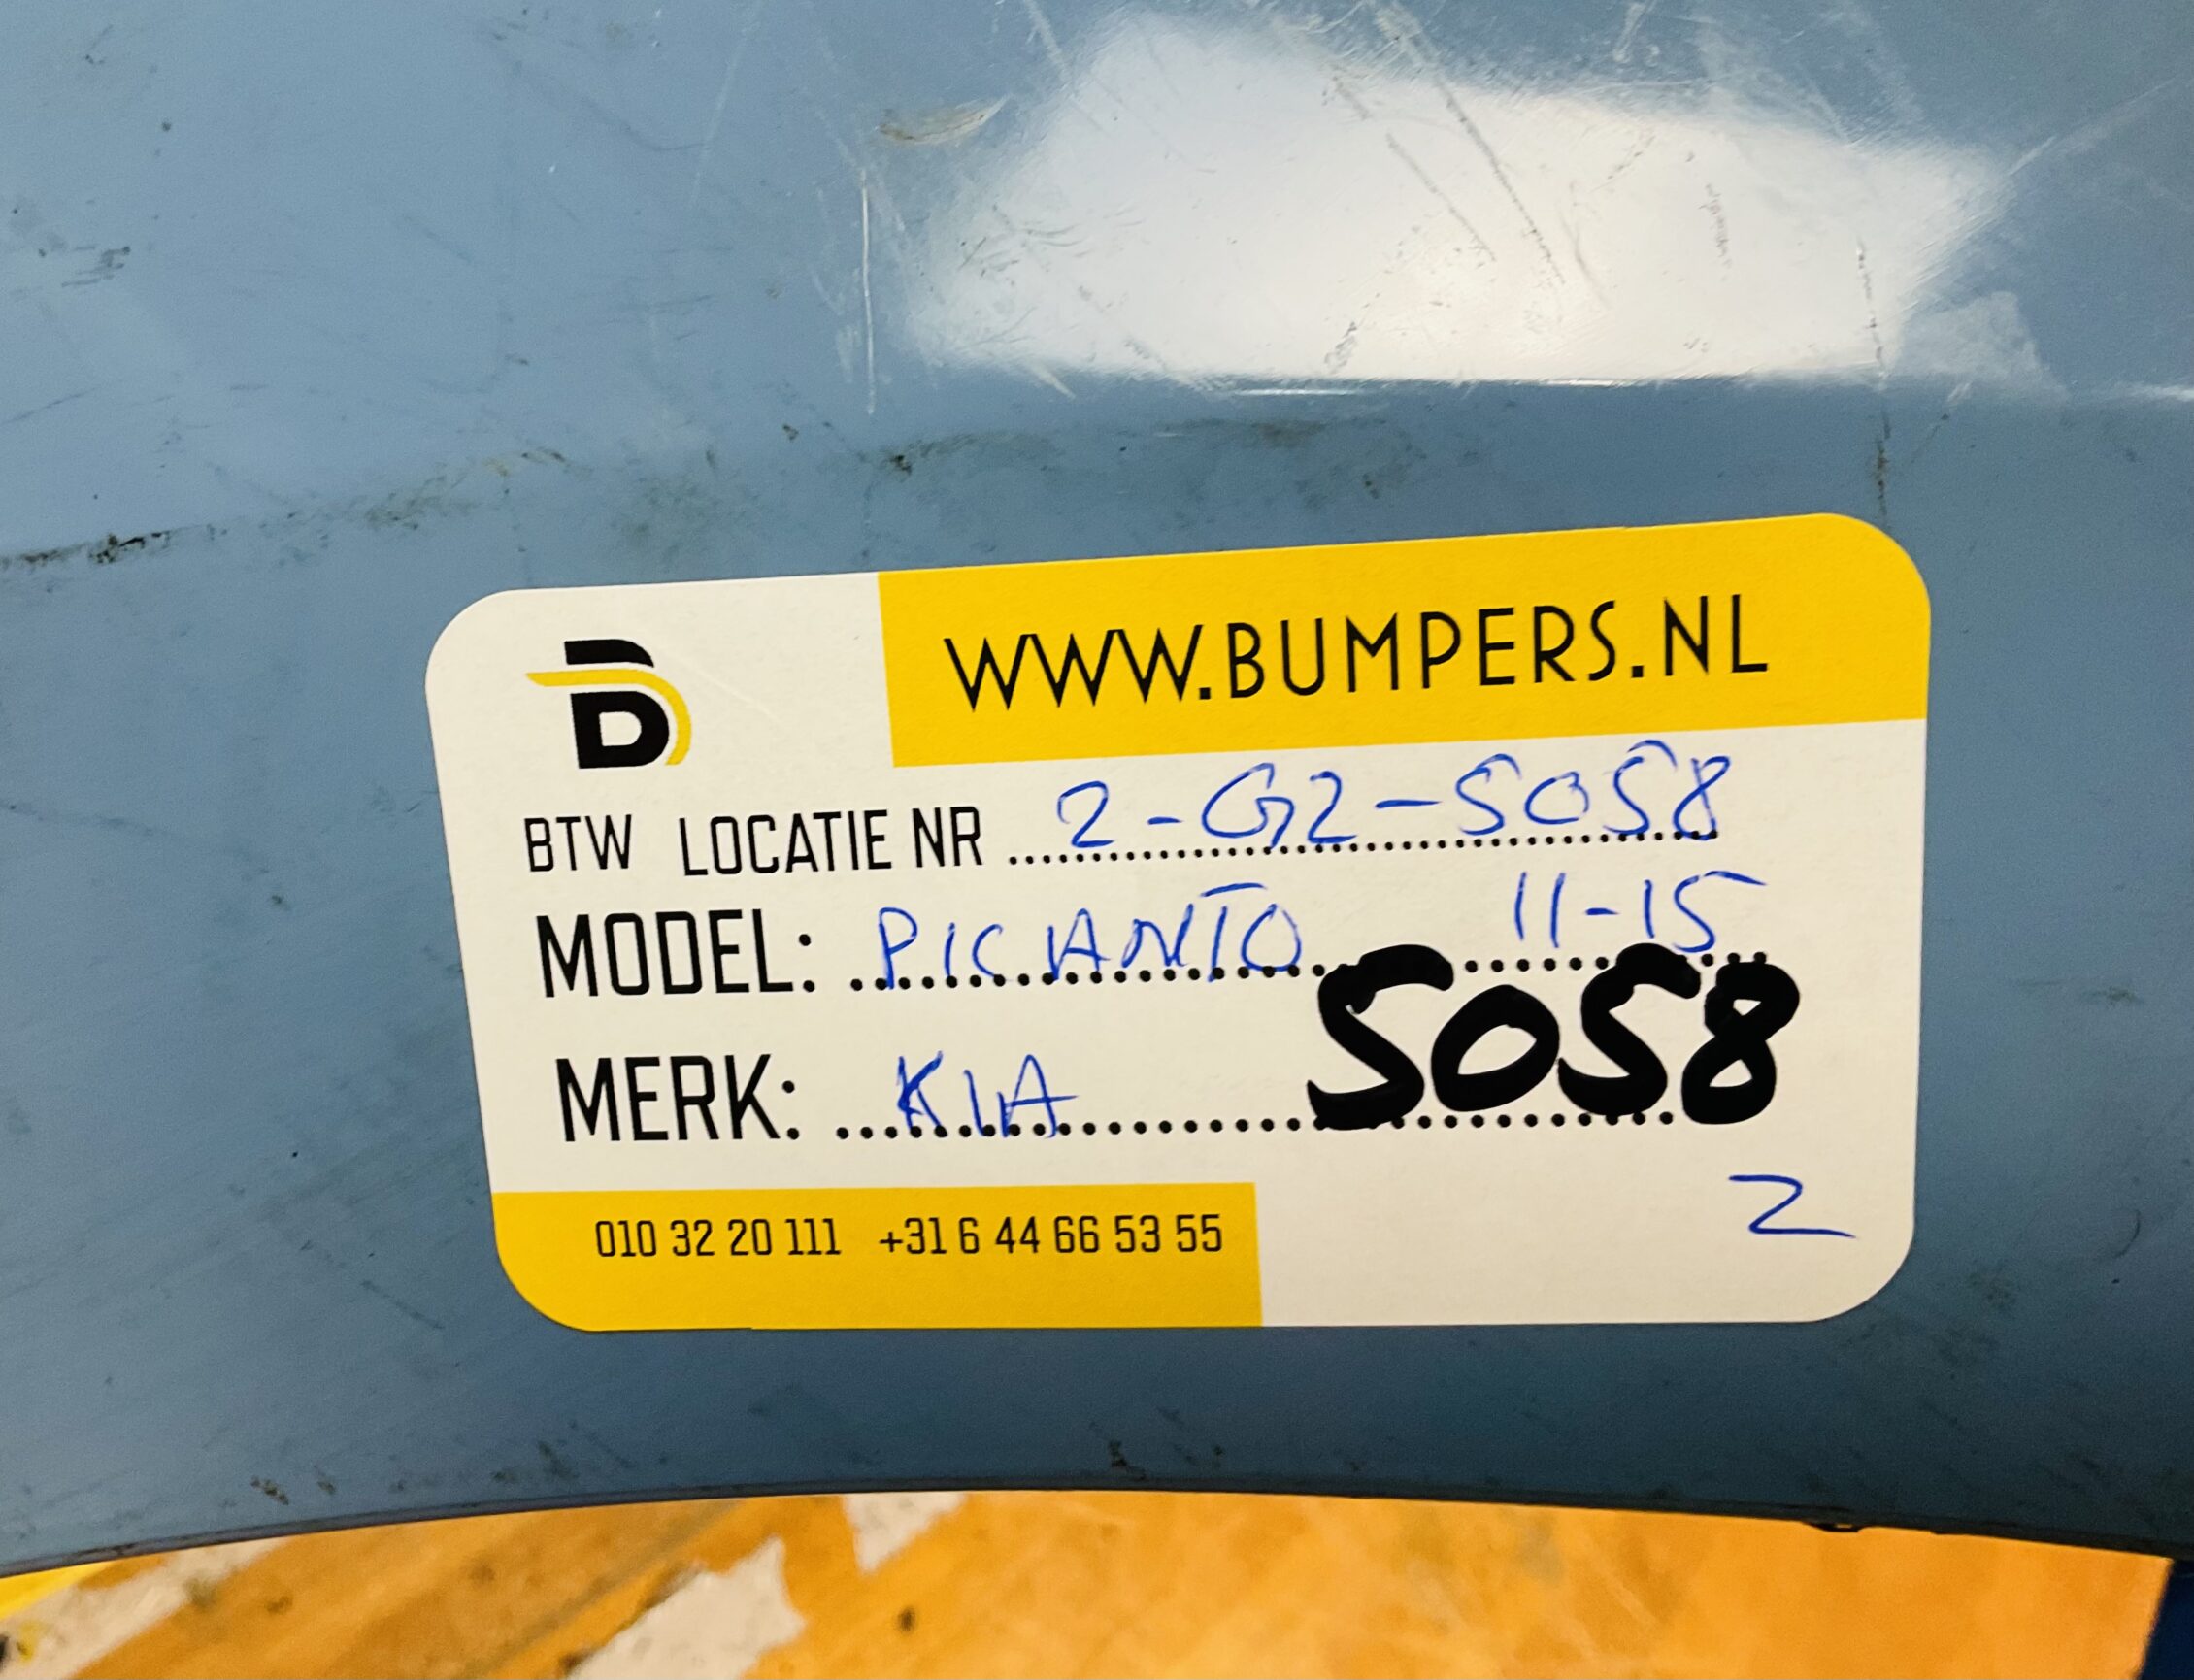 B
WWW.BUMPERS.NL
BTW LOCATIE NR 2-G2-5058
MODEL: PICANTO 11-15
5058
MERK: KIA
2
010 32 20 111 +31 6 44 66 53 55